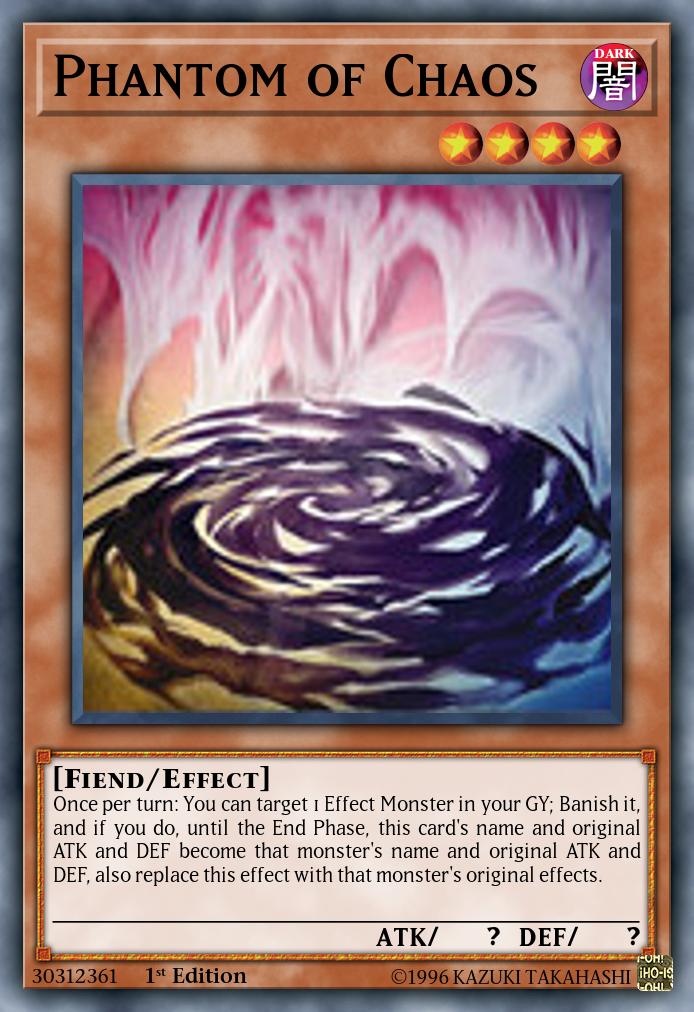 Phantom of Chaos
DARK
闇
[Fiend/Effect]
Once per turn: You can target 1 Effect Monster in your GY; Banish it,
and if you do, until the End Phase, this card's name and original
ATK and DEF become that monster's name and original ATK and
DEF, also replace this effect with that monster's original effects.
ATK/ ? DEF/ ?
30312361 1st Edition ©1996 KAZUKI TAKAHASHI